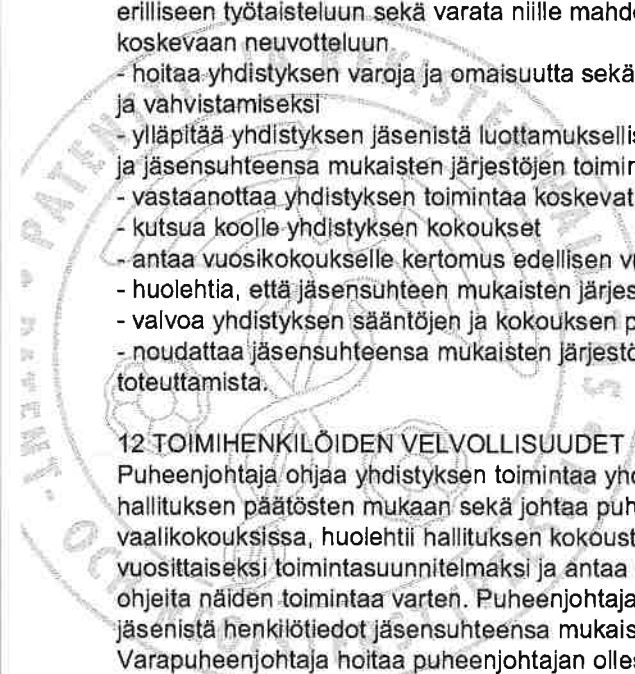 erilliseen työtaisteluun sekä varata niille mahd
koskevaan neuvotteluun
- hoitaa yhdistyksen varoja ja omaisuutta sekä
ja vahvistamiseksi
- ylläpitää yhdistyksen jäsenistä luottamuksellis
ja jäsensuhteensa mukaisten järjestöjen toimin
- vastaanottaa yhdistyksen toimintaa koskevat
- kutsua koolle yhdistyksen kokoukset
- antaa vuosikokoukselle kertomus edellisen v
- huolehtia, että jäsensuhteen mukaisten järjes
- valvoa yhdistyksen sääntöjen ja kokouksen p
- noudattaa jäsensuhteensa mukaisten järjestö
toteuttamista.
12 TOIMIHENKILÖIDEN VELVOLLISUUDET
Puheenjohtaja ohjaa yhdistyksen toimintaa yhd
hallituksen päätösten mukaan sekä johtaa puh
vaalikokouksissa, huolehtii hallituksen kokoust
vuosittaiseksi toimintasuunnitelmaksi ja antaa
ohjeita näiden toimintaa varten. Puheenjohtaja
jäsenistä henkilötiedot jäsensuhteensa mukais
Varapuheenjohtaja hoitaa puheenjohtajan olles